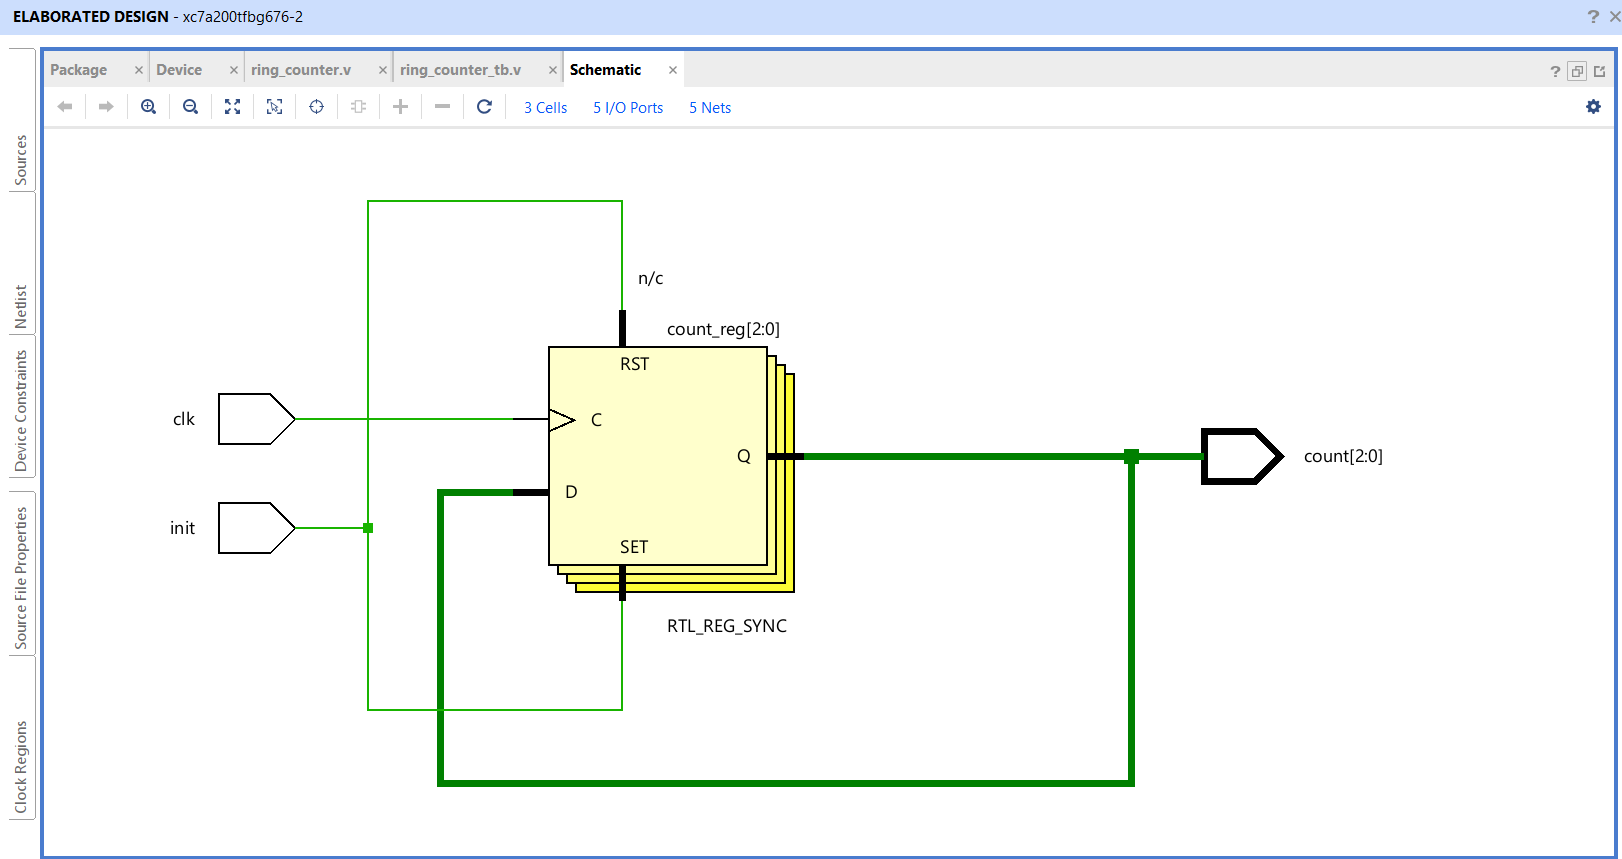 ELABORATED DESIGN - xc7a200tfbg676-2
Package
Device
ring_counter.v
ring_counter_tb.v
Schematic
3 Cells
5 I/O Ports
5 Nets
Sources
Netlist
Device Constraints
Source File Properties
Clock Regions
n/c
count_reg[2:0]
RST
clk
C
Q
count[2:0]
D
init
SET
RTL_REG_SYNC